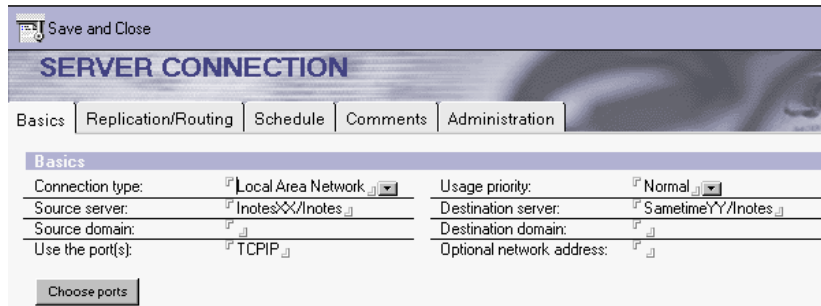 Save and Close
SERVER CONNECTION
Basics Replication/Routing Schedule Comments Administration
Basics
Connection type: Local Area Network Usage priority: Normal
Source server: InotesXX/Inotes Destination server: SametimeYY/Inotes
Source domain: Destination domain:
Use the port(s): TCPIP Optional network address:
Choose ports